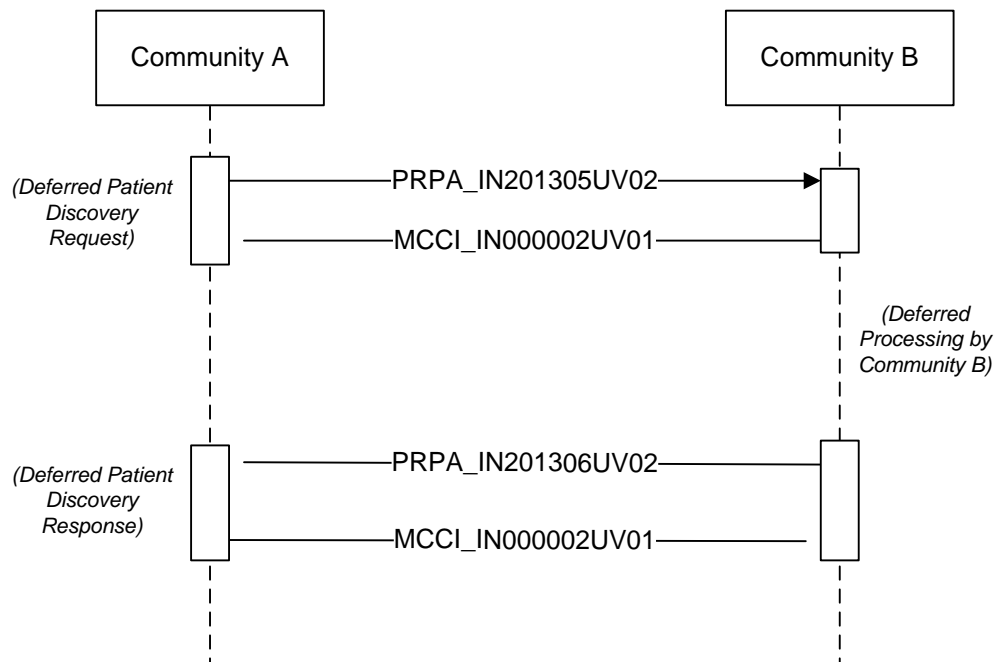 Community A
Community B
(Deferred Patient
Discovery
Request)
PRPA_IN201305UV02
MCCI_IN000002UV01
(Deferred
Processing by
Community B)
(Deferred Patient
Discovery
Response)
PRPA_IN201306UV02
MCCI_IN000002UV01